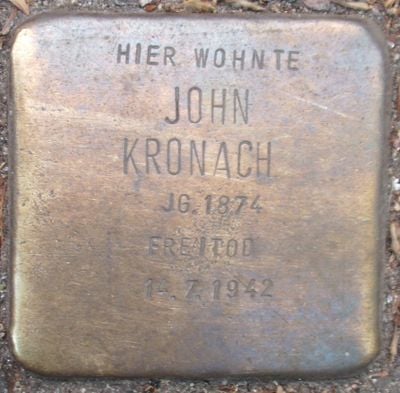 HIER WOHNTE
JOHN
KRONACH
JG. 1874
FREITOD
14. 7. 1942